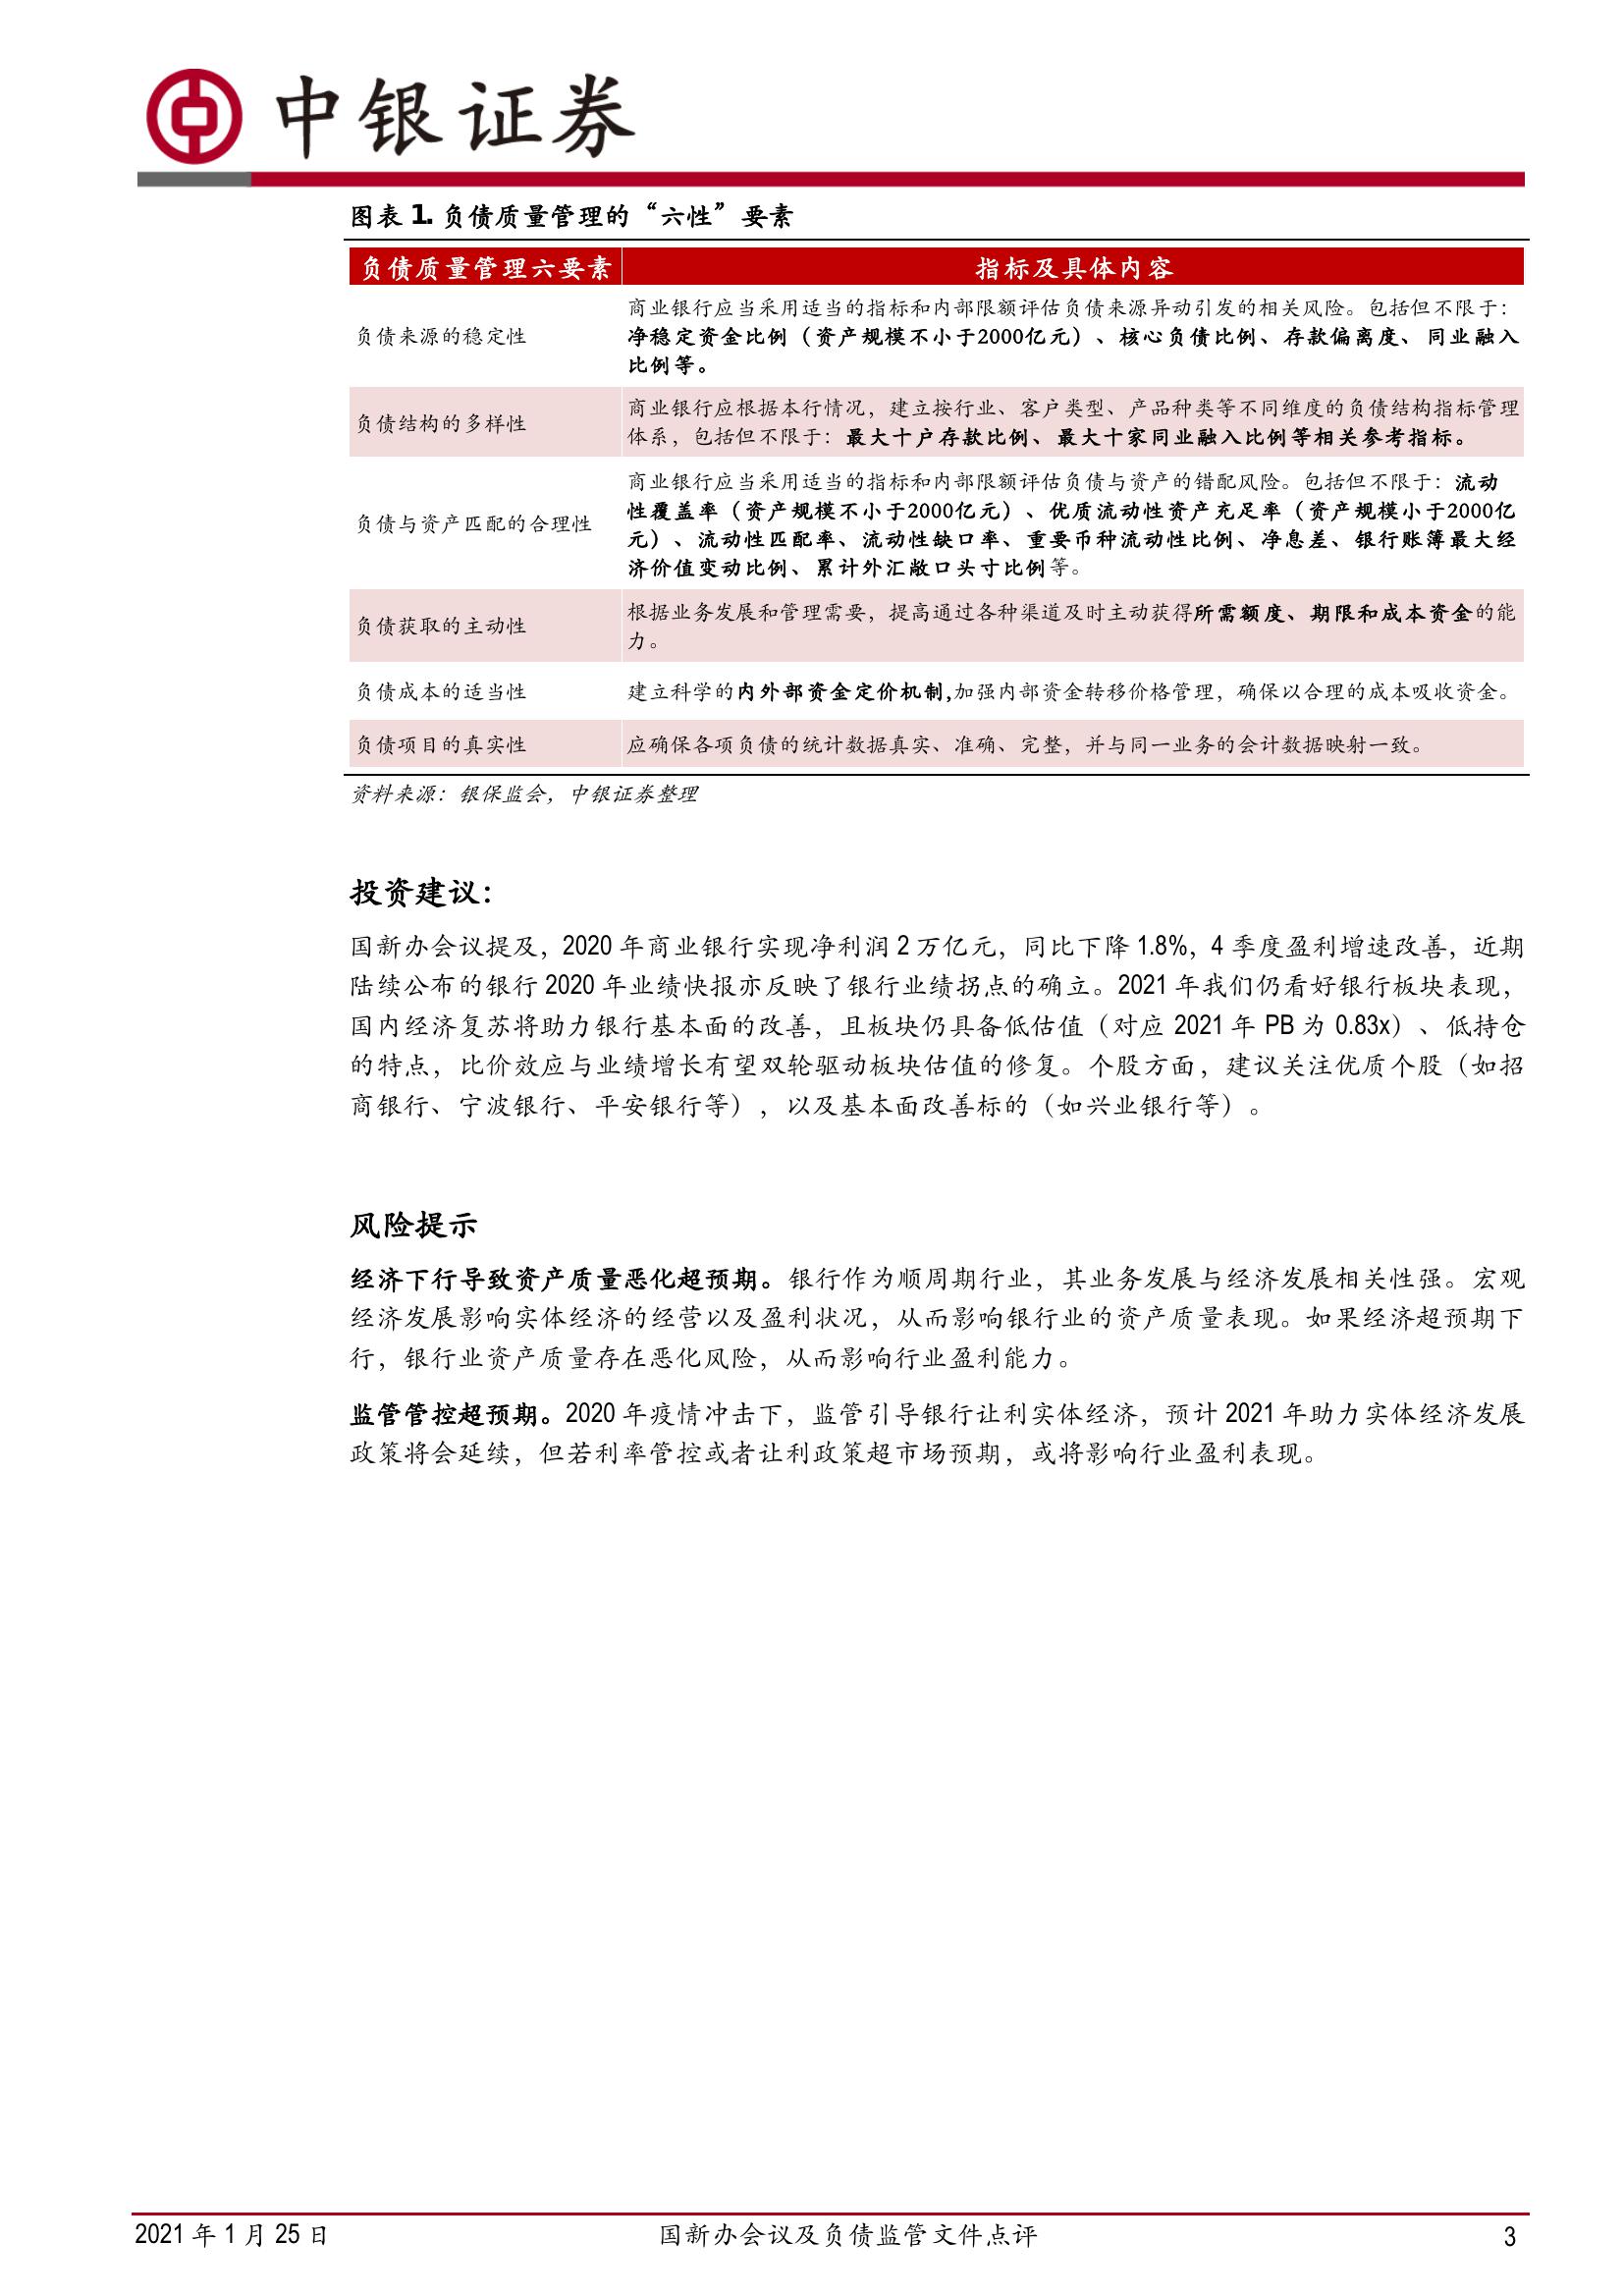 中银证券
图表 1. 负债质量管理的“六性”要素
负债质量管理六要素 指标及具体内容
负债来源的稳定性
商业银行应当采用适当的指标和内部限额评估负债来源异动引发的相关风险。包括但不限于：
净稳定资金比例（资产规模不小于2000亿元）、核心负债比例、存款偏离度、同业融入
比例等。
负债结构的多样性
商业银行应根据本行情况，建立按行业、客户类型、产品种类等不同维度的负债结构指标管理
体系，包括但不限于：最大十户存款比例、最大十家同业融入比例等相关参考指标。
负债与资产匹配的合理性
商业银行应当采用适当的指标和内部限额评估负债与资产的错配风险。包括但不限于：流动
性覆盖率（资产规模不小于2000亿元）、优质流动性资产充足率（资产规模小于2000亿
元）、流动性匹配率、流动性缺口率、重要币种流动性比例、净息差、银行账簿最大经
济价值变动比例、累计外汇敞口头寸比例等。
负债获取的主动性
根据业务发展和管理需要，提高通过各种渠道及时主动获得所需额度、期限和成本资金的能
力。
负债成本的适当性 建立科学的内外部资金定价机制,加强内部资金转移价格管理，确保以合理的成本吸收资金。
负债项目的真实性 应确保各项负债的统计数据真实、准确、完整，并与同一业务的会计数据映射一致。
资料来源：银保监会，中银证券整理
投资建议：
国新办会议提及，2020 年商业银行实现净利润 2 万亿元，同比下降 1.8%，4 季度盈利增速改善，近期
陆续公布的银行 2020 年业绩快报亦反映了银行业绩拐点的确立。2021 年我们仍看好银行板块表现，
国内经济复苏将助力银行基本面的改善，且板块仍具备低估值（对应 2021 年 PB 为 0.83x）、低持仓
的特点，比价效应与业绩增长有望双轮驱动板块估值的修复。个股方面，建议关注优质个股（如招
商银行、宁波银行、平安银行等），以及基本面改善标的（如兴业银行等）。
风险提示
经济下行导致资产质量恶化超预期。银行作为顺周期行业，其业务发展与经济发展相关性强。宏观
经济发展影响实体经济的经营以及盈利状况，从而影响银行业的资产质量表现。如果经济超预期下
行，银行业资产质量存在恶化风险，从而影响行业盈利能力。
监管管控超预期。2020 年疫情冲击下，监管引导银行让利实体经济，预计 2021 年助力实体经济发展
政策将会延续，但若利率管控或者让利政策超市场预期，或将影响行业盈利表现。
2021 年 1 月 25 日 国新办会议及负债监管文件点评 3